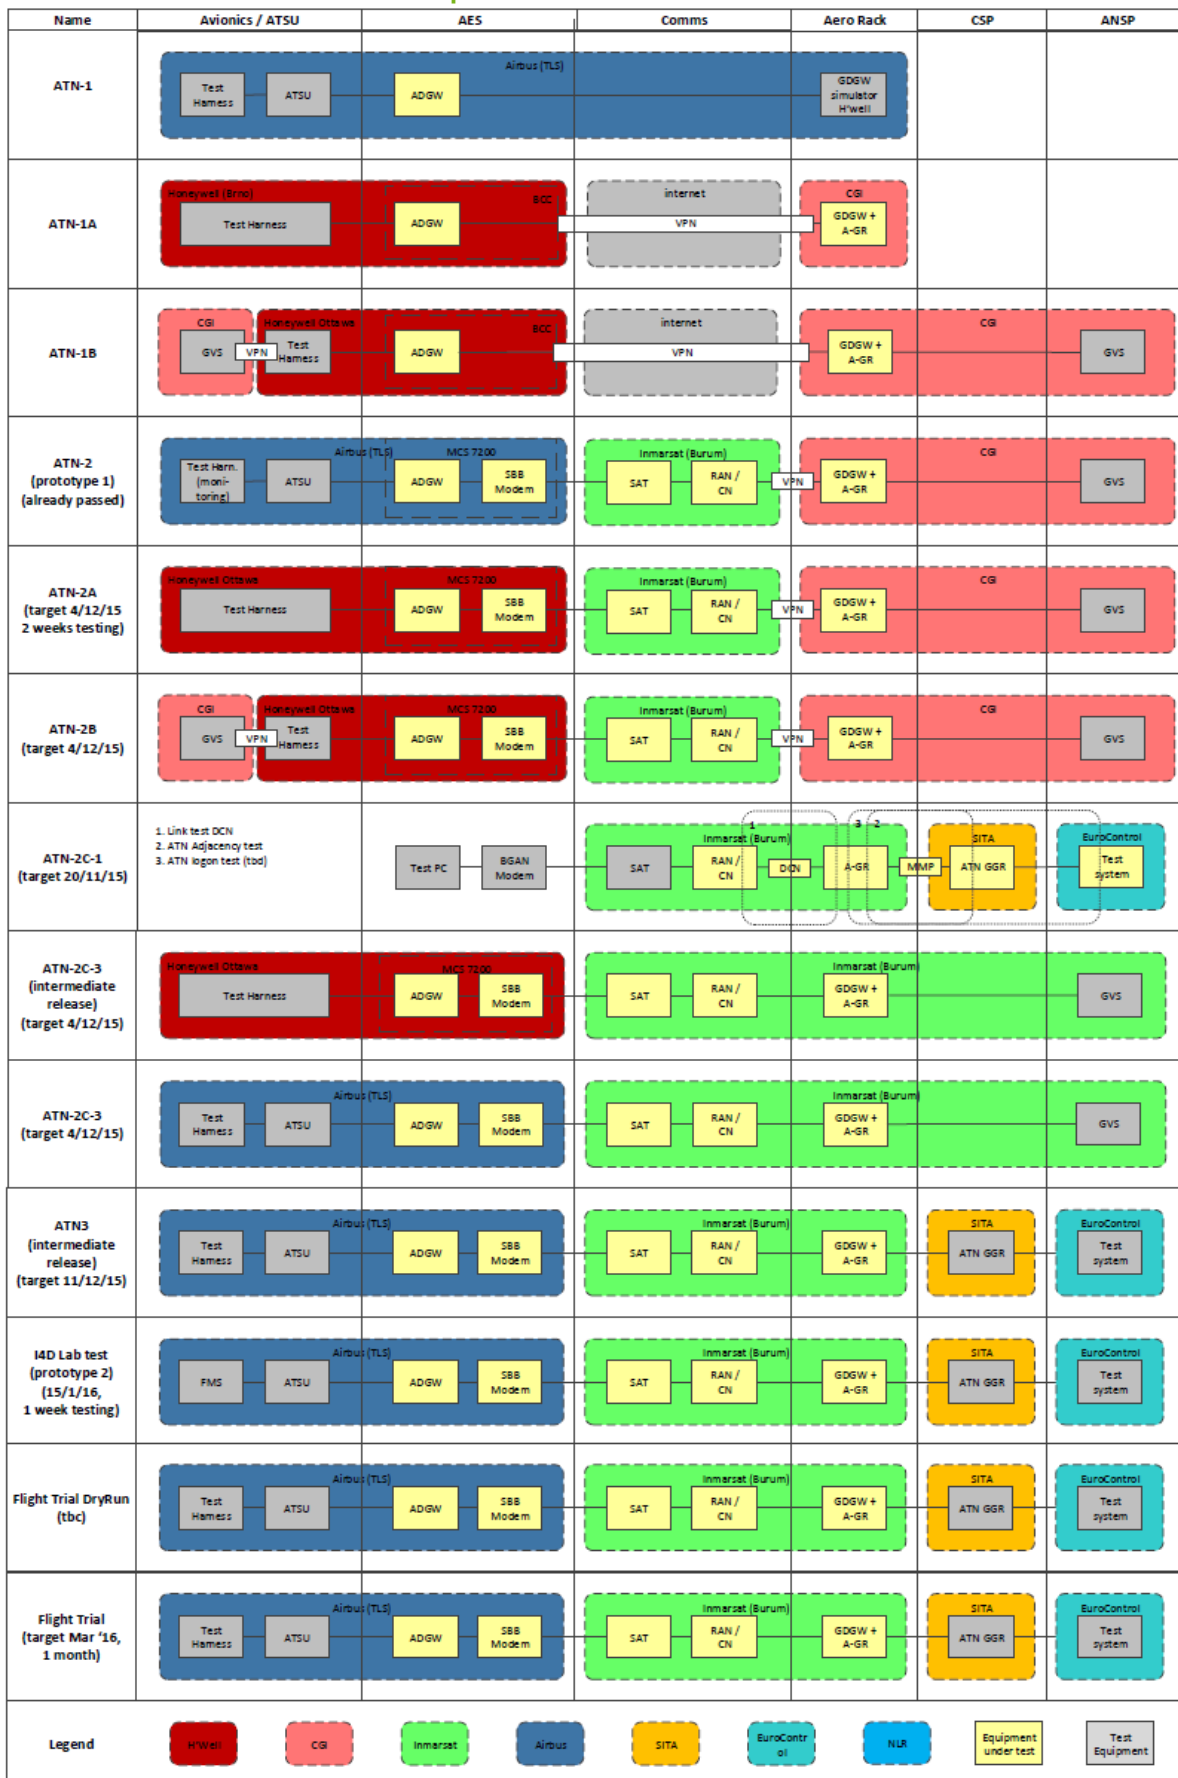 Name Avionics / ATSU AES Comms Aero Rack CSP ANSP
ATN-1
Airbus (TLS)
Test
Harness
ATSU
ADGW
GDGW
simulator
H'well
ATN-1A
Honeywell (Brno)
Test Harness
BCC
ADGW
internet
VPN
CGI
GDGW +
A-GR
ATN-1B
CGI
GVS
VPN
Honeywell Ottawa
Test
Harness
BCC
ADGW
internet
VPN
CGI
GDGW +
A-GR
GVS
ATN-2
(prototype 1)
(already passed)
Airbus (TLS)
Test Harn.
(moni-
toring)
ATSU
MCS 7200
ADGW
SBB
Modem
Inmarsat (Burum)
SAT
RAN /
CN
VPN
CGI
GDGW +
A-GR
GVS
ATN-2A
(target 4/12/15
2 weeks testing)
Honeywell Ottawa
Test Harness
MCS 7200
ADGW
SBB
Modem
Inmarsat (Burum)
SAT
RAN /
CN
VPN
CGI
GDGW +
A-GR
GVS
ATN-2B
(target 4/12/15)
CGI
GVS
VPN
Honeywell Ottawa
Test
Harness
MCS 7200
ADGW
SBB
Modem
Inmarsat (Burum)
SAT
RAN /
CN
VPN
CGI
GDGW +
A-GR
GVS
ATN-2C-1
(target 20/11/15)
1. Link test DCN
2. ATN Adjacency test
3. ATN logon test (tbd)
Test PC
BGAN
Modem
Inmarsat (Burum)
SAT
1
RAN /
CN
DCN
3 2
A-GR
MMP
SITA
ATN GGR
EuroControl
Test
system
ATN-2C-3
(intermediate
release)
(target 4/12/15)
Honeywell Ottawa
Test Harness
MCS 7200
ADGW
SBB
Modem
Inmarsat (Burum)
SAT
RAN /
CN
GDGW +
A-GR
GVS
ATN-2C-3
(target 4/12/15)
Airbus (TLS)
Test
Harness
ATSU
ADGW
SBB
Modem
Inmarsat (Burum)
SAT
RAN /
CN
GDGW +
A-GR
GVS
ATN3
(intermediate
release)
(target 11/12/15)
Airbus (TLS)
Test
Harness
ATSU
ADGW
SBB
Modem
Inmarsat (Burum)
SAT
RAN /
CN
GDGW +
A-GR
SITA
ATN GGR
EuroControl
Test
system
I4D Lab test
(prototype 2)
(15/1/16,
1 week testing)
Airbus (TLS)
FMS
ATSU
ADGW
SBB
Modem
Inmarsat (Burum)
SAT
RAN /
CN
GDGW +
A-GR
SITA
ATN GGR
EuroControl
Test
system
Flight Trial DryRun
(tbc)
Airbus (TLS)
Test
Harness
ATSU
ADGW
SBB
Modem
Inmarsat (Burum)
SAT
RAN /
CN
GDGW +
A-GR
SITA
ATN GGR
EuroControl
Test
system
Flight Trial
(target Mar '16,
1 month)
Airbus (TLS)
Test
Harness
ATSU
ADGW
SBB
Modem
Inmarsat (Burum)
SAT
RAN /
CN
GDGW +
A-GR
SITA
ATN GGR
EuroControl
Test
system
Legend
H'Well
CGI
Inmarsat
Airbus
SITA
EuroContr
ol
NLR
Equipment
under test
Test
Equipment